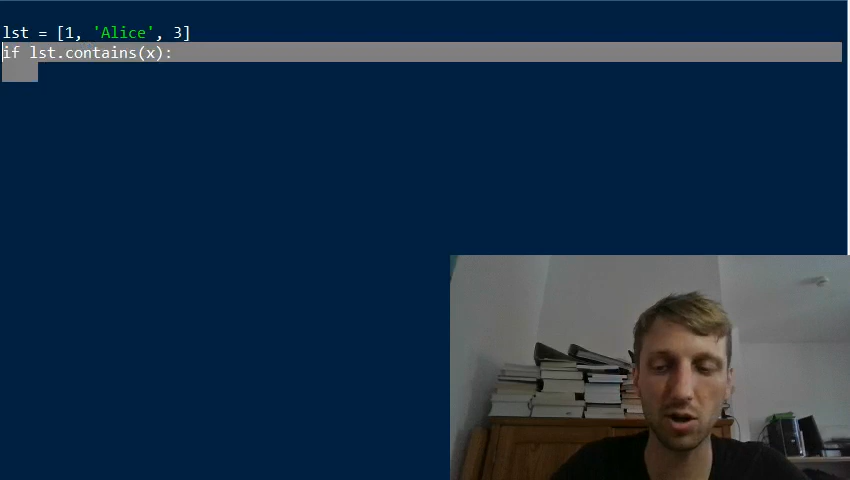 lst = [1, 'Alice', 3]
if lst.contains(x):